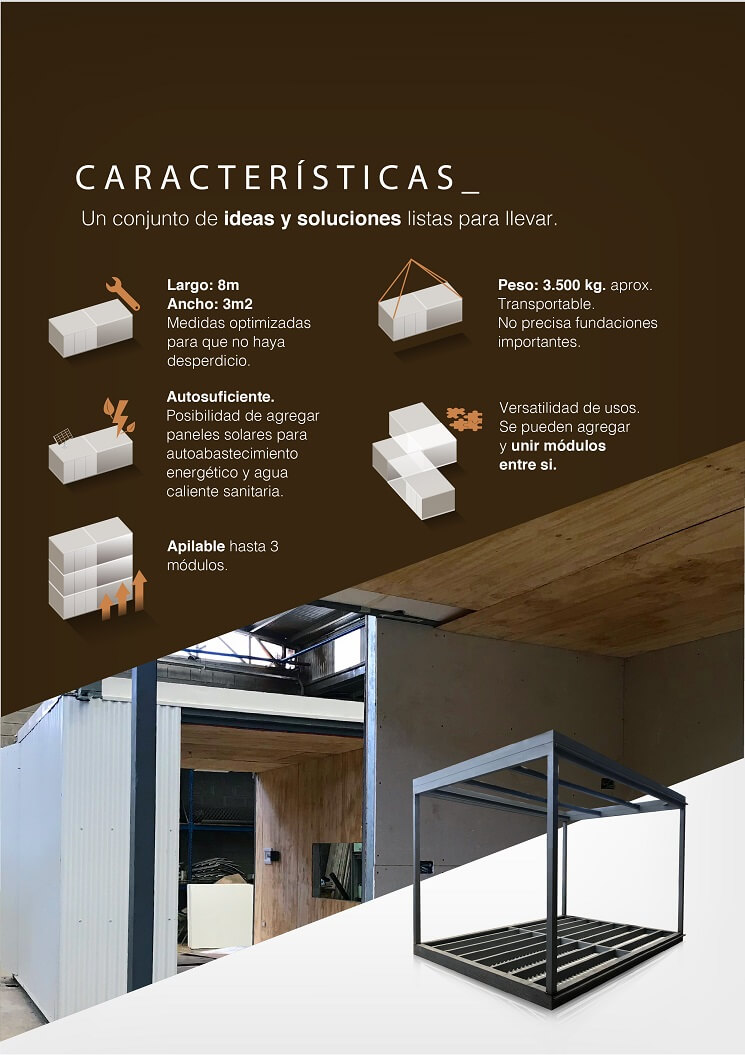 CARACTERÍSTICAS_
Un conjunto de ideas y soluciones listas para llevar.
Largo: 8m
Ancho: 3m2
Medidas optimizadas
para que no haya
desperdicio.
Peso: 3.500 kg. aprox.
Transportable.
No precisa fundaciones
importantes.
Autosuficiente.
Posibilidad de agregar
paneles solares para
autoabastecimiento
energético y agua
caliente sanitaria.
Versatilidad de usos.
Se pueden agregar
y unir módulos
entre si.
Apilable hasta 3
módulos.